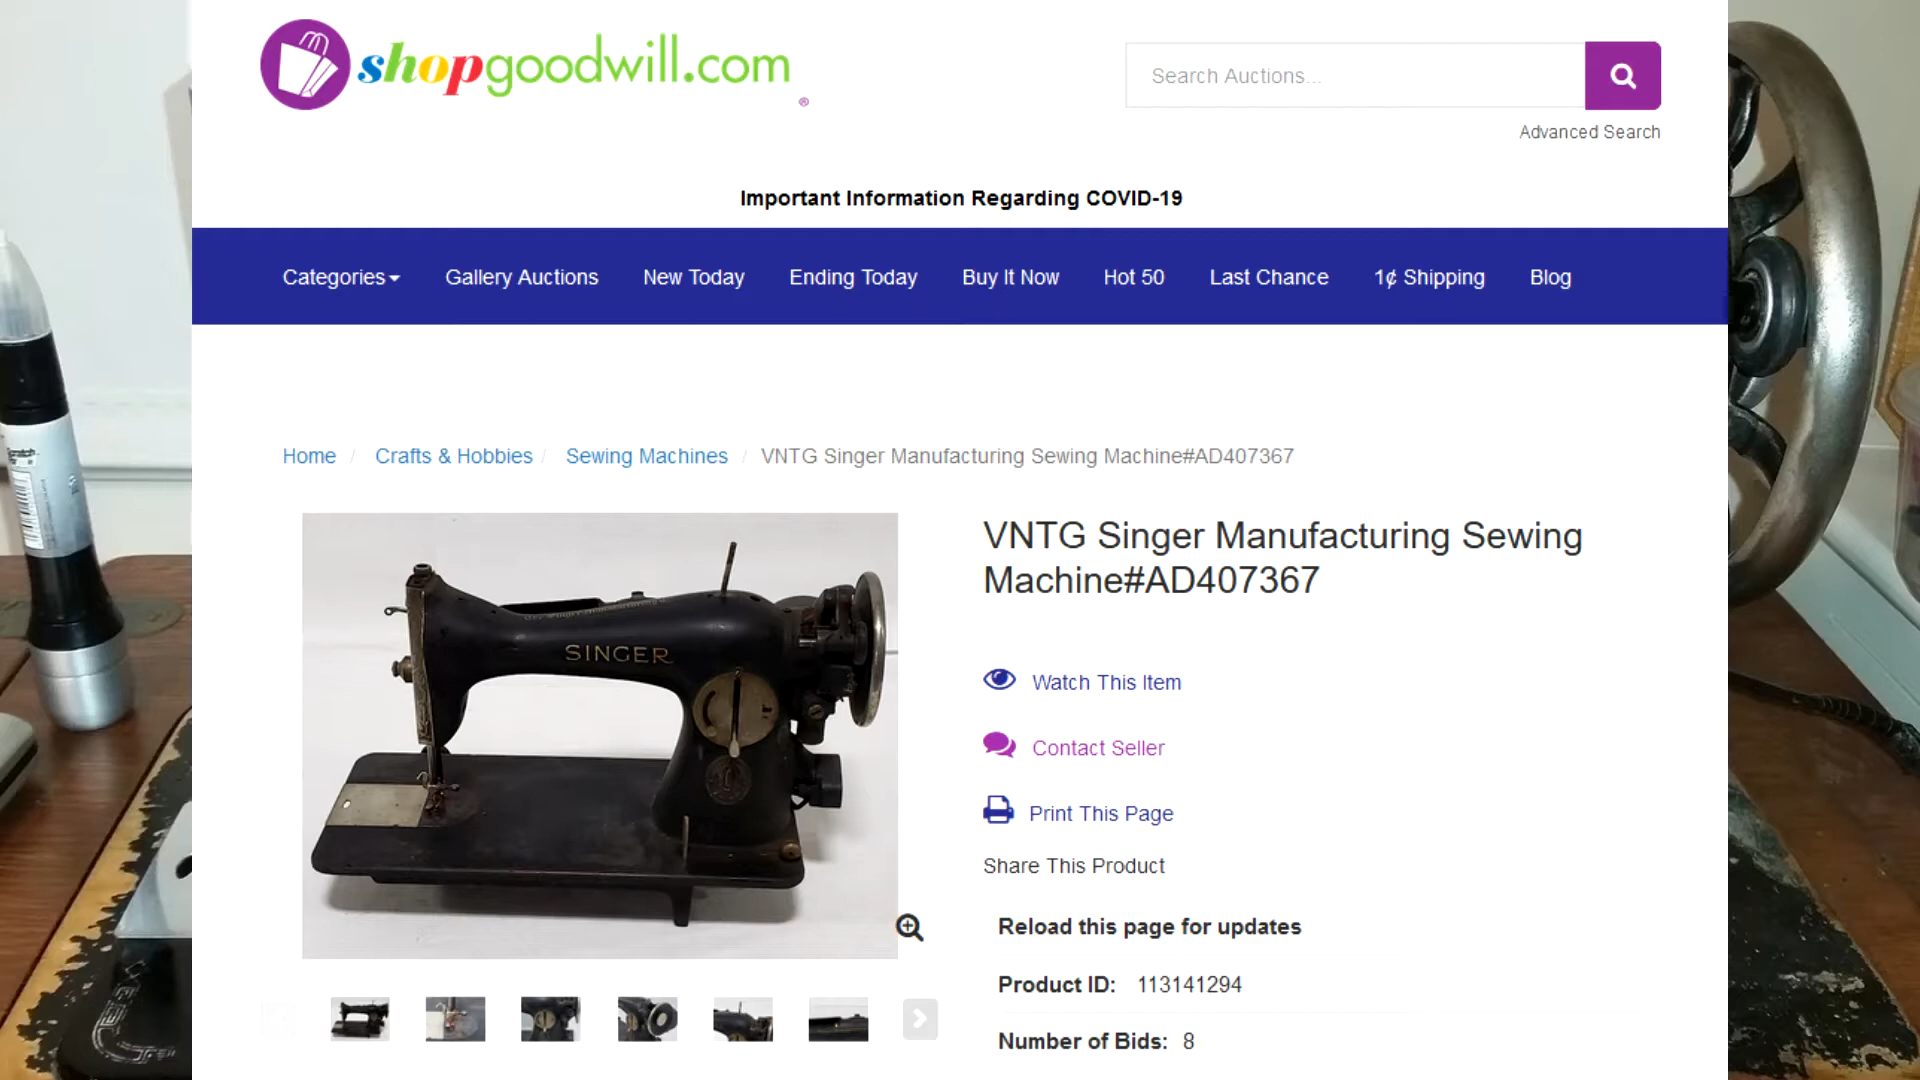 shopgoodwill.com
®
Search Auctions...
Advanced Search
Important Information Regarding COVID-19
Categories
Gallery Auctions
New Today
Ending Today
Buy It Now
Hot 50
Last Chance
1¢ Shipping
Blog
Home / Crafts & Hobbies / Sewing Machines / VNTG Singer Manufacturing Sewing Machine#AD407367
SINGER
VNTG Singer Manufacturing Sewing
Machine#AD407367
Watch This Item
Contact Seller
Print This Page
Share This Product
Reload this page for updates
Product ID: 113141294
Number of Bids: 8